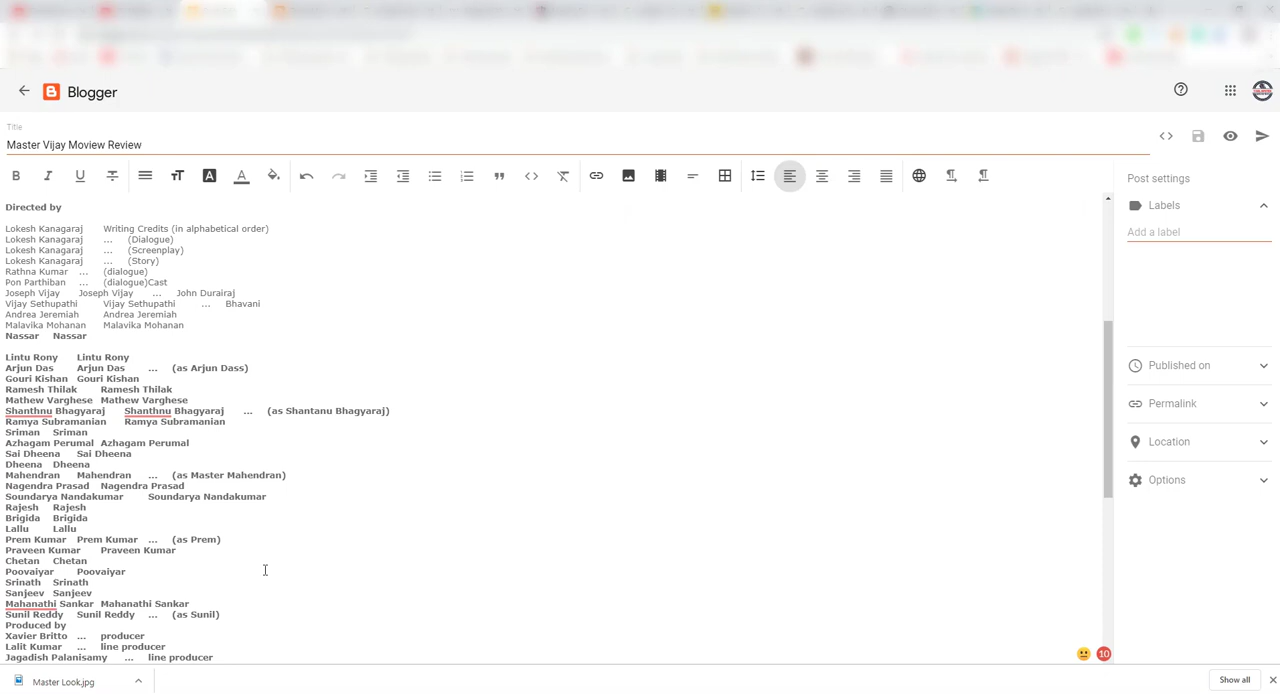 Blogger
Title
Master Vijay Moview Review
Post settings
Labels
Add a label
Published on
Permalink
Location
Options
Directed by
Lokesh Kanagaraj Writing Credits (in alphabetical order)
Lokesh Kanagaraj ... (Dialogue)
Lokesh Kanagaraj ... (Screenplay)
Lokesh Kanagaraj ... (Story)
Rathna Kumar ... (dialogue)
Pon Parthiban ... (dialogue)Cast
Joseph Vijay Joseph Vijay ... John Durairaj
Vijay Sethupathi Vijay Sethupathi ... Bhavani
Andrea Jeremiah Andrea Jeremiah
Malavika Mohanan Malavika Mohanan
Nassar Nassar
Lintu Rony Lintu Rony
Arjun Das Arjun Das ... (as Arjun Dass)
Gouri Kishan Gouri Kishan
Ramesh Thilak Ramesh Thilak
Mathew Varghese Mathew Varghese
Shanthnu Bhagyaraj Shanthnu Bhagyaraj ... (as Shantanu Bhagyaraj)
Ramya Subramanian Ramya Subramanian
Sriman Sriman
Azhagam Perumal Azhagam Perumal
Sai Dheena Sai Dheena
Dheena Dheena
Mahendran Mahendran ... (as Master Mahendran)
Nagendra Prasad Nagendra Prasad
Soundarya Nandakumar Soundarya Nandakumar
Rajesh Rajesh
Brigida Brigida
Lallu Lallu
Prem Kumar Prem Kumar ... (as Prem)
Praveen Kumar Praveen Kumar
Chetan Chetan
Poovaiyar Poovaiyar
Srinath Srinath
Sanjeev Sanjeev
Mahanathi Sankar Mahanathi Sankar
Sunil Reddy Sunil Reddy ... (as Sunil)
Produced by
Xavier Britto ... producer
Lalit Kumar ... line producer
Jagadish Palanisamy ... line producer
10
Master Look.jpg
Show all